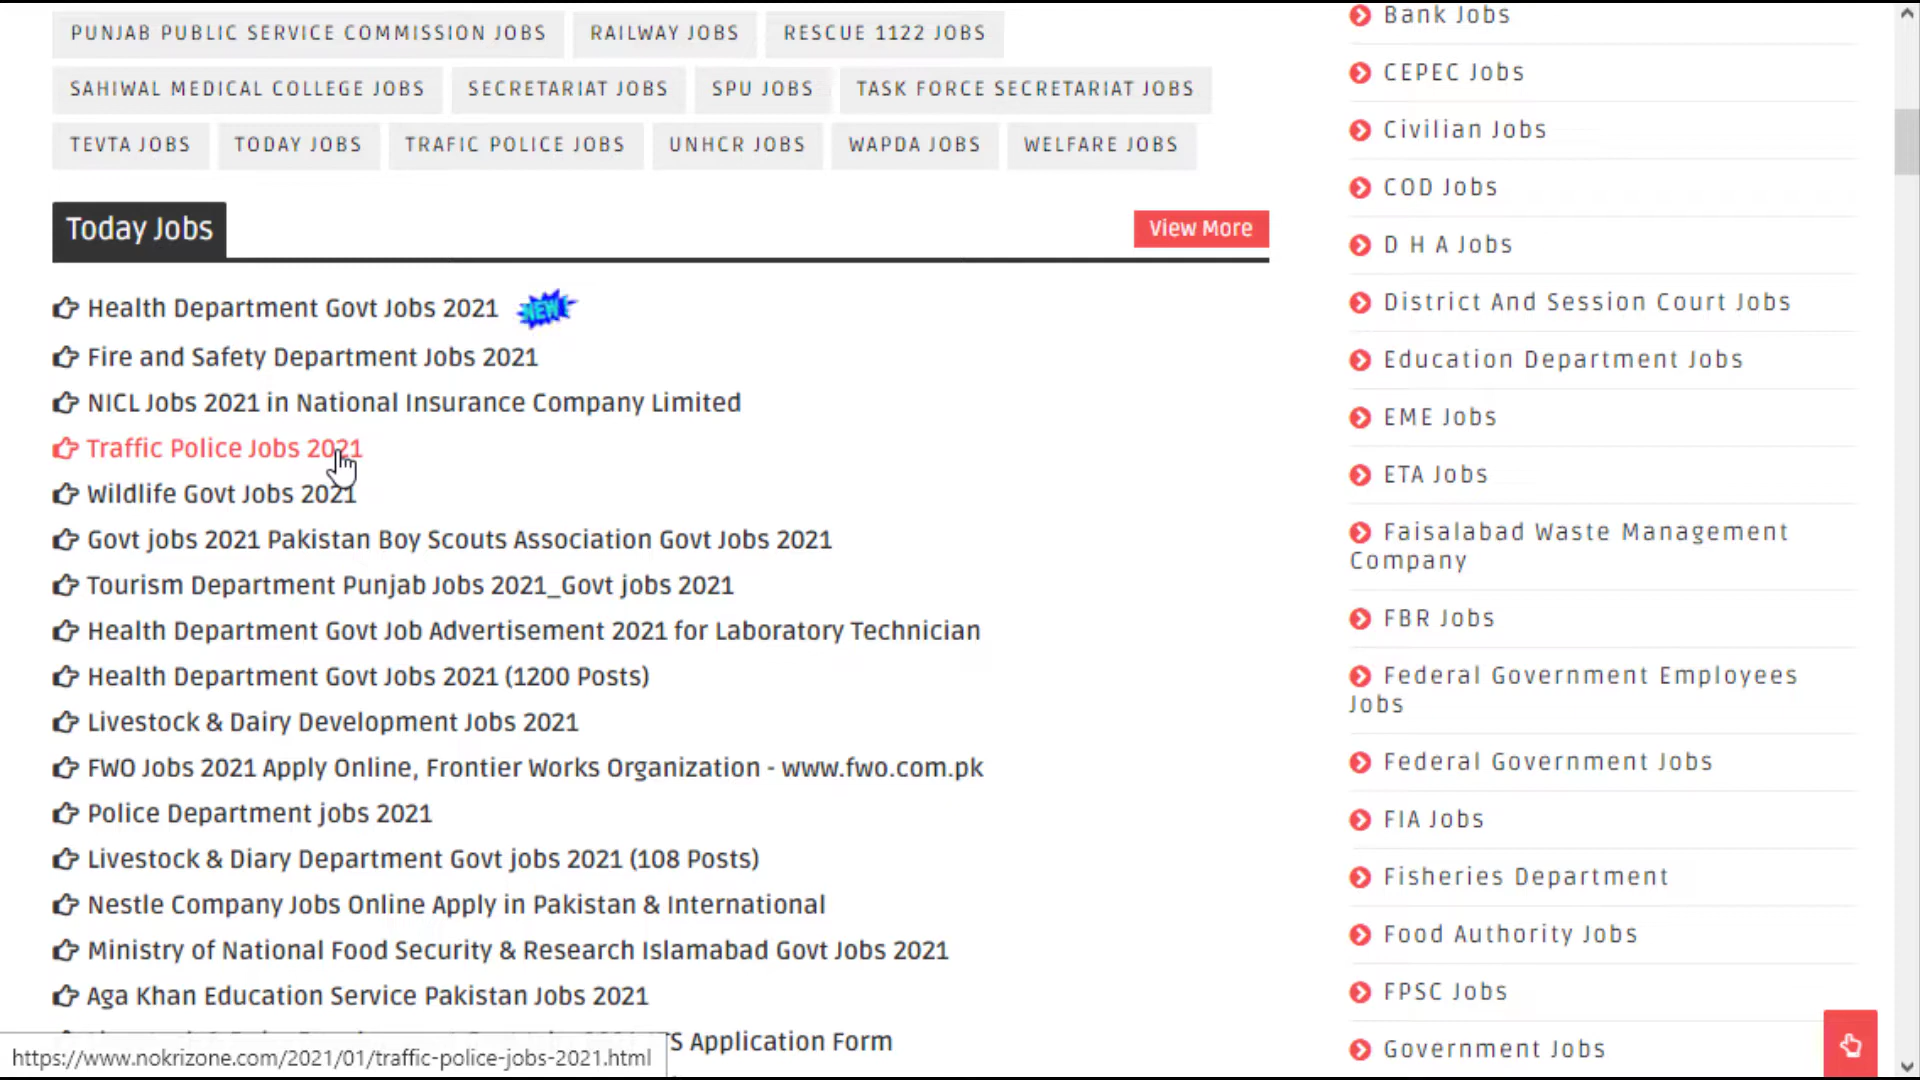 PUNJAB PUBLIC SERVICE COMMISSION JOBS
RAILWAY JOBS
RESCUE 1122 JOBS
SAHIWAL MEDICAL COLLEGE JOBS
SECRETARIAT JOBS
SPU JOBS
TASK FORCE SECRETARIAT JOBS
TEVTA JOBS
TODAY JOBS
TRAFIC POLICE JOBS
UNHCR JOBS
WAPDA JOBS
WELFARE JOBS
Today Jobs
View More
Health Department Govt Jobs 2021 NEW
Fire and Safety Department Jobs 2021
NICL Jobs 2021 in National Insurance Company Limited
Traffic Police Jobs 2021
Wildlife Govt Jobs 2021
Govt jobs 2021 Pakistan Boy Scouts Association Govt Jobs 2021
Tourism Department Punjab Jobs 2021_Govt jobs 2021
Health Department Govt Job Advertisement 2021 for Laboratory Technician
Health Department Govt Jobs 2021 (1200 Posts)
Livestock & Dairy Development Jobs 2021
FWO Jobs 2021 Apply Online, Frontier Works Organization - www.fwo.com.pk
Police Department jobs 2021
Livestock & Diary Department Govt jobs 2021 (108 Posts)
Nestle Company Jobs Online Apply in Pakistan & International
Ministry of National Food Security & Research Islamabad Govt Jobs 2021
Aga Khan Education Service Pakistan Jobs 2021
Application Form
https://www.nokrizone.com/2021/01/traffic-police-jobs-2021.html
Bank Jobs
CEPEC Jobs
Civilian Jobs
COD Jobs
D H A Jobs
District And Session Court Jobs
Education Department Jobs
EME Jobs
ETA Jobs
Faisalabad Waste Management
Company
FBR Jobs
Federal Government Employees
Jobs
Federal Government Jobs
FIA Jobs
Fisheries Department
Food Authority Jobs
FPSC Jobs
Government Jobs